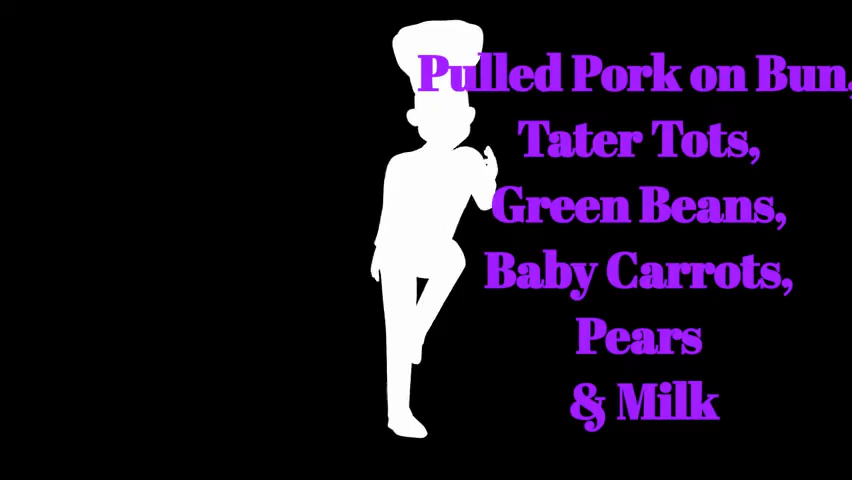 Pulled Pork on Bun,
Tater Tots,
Green Beans,
Baby Carrots,
Pears
& Milk